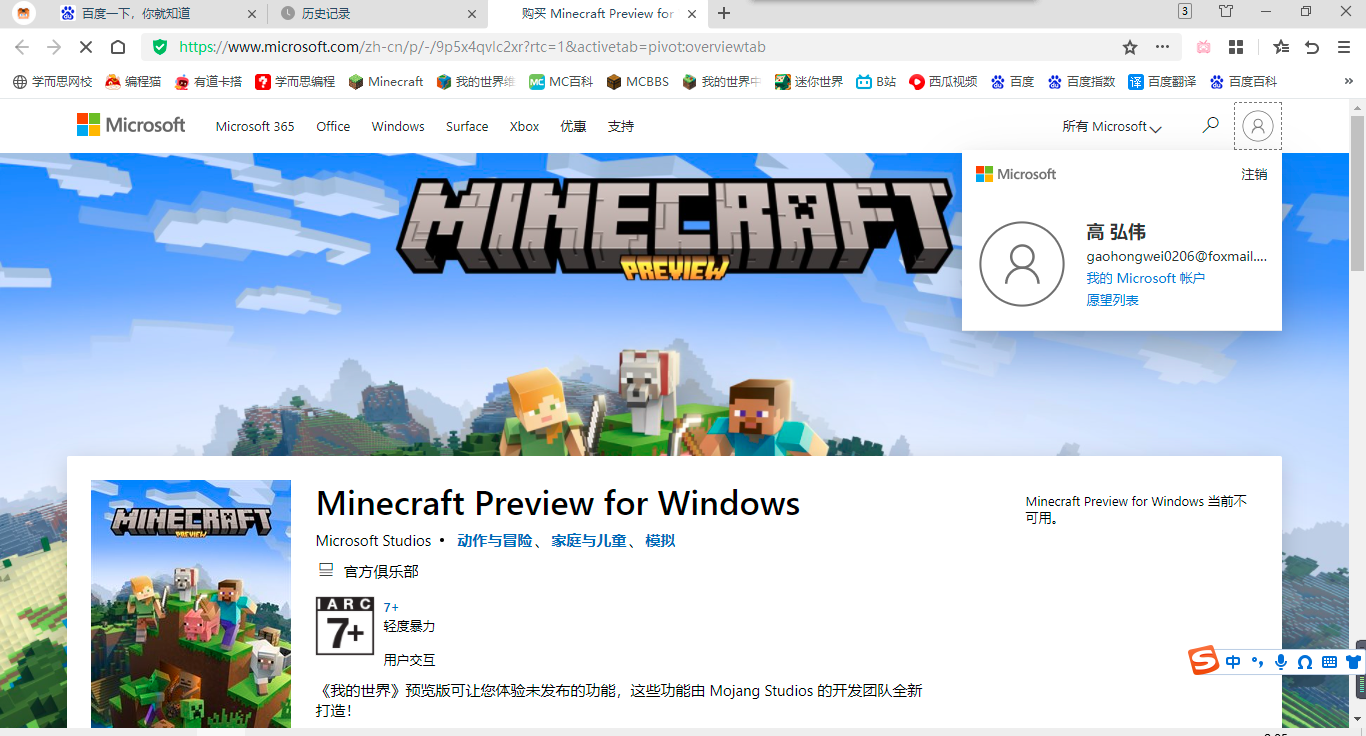 百度一下，你就知道
历史记录
购买 Minecraft Preview for
3
https://www.microsoft.com/zh-cn/p/-/9p5x4qvlc2xr?rtc=1&activetab=pivot:overviewtab
学而思网校 编程猫 有道卡搭 学而思编程 Minecraft 我的世界维 MC百科 MCBBS 我的世界中 迷你世界 B站 西瓜视频 百度 百度指数 百度翻译 百度百科
Microsoft Microsoft 365 Office Windows Surface Xbox 优惠 支持 所有 Microsoft
Microsoft 注销
高 弘伟
gaohongwei0206@foxmail....
我的 Microsoft 帐户
愿望列表
MINECRAFT
PREVIEW
MINECRAFT
PREVIEW
Minecraft Preview for Windows
Microsoft Studios • 动作与冒险、 家庭与儿童、 模拟
官方俱乐部
IARC
7+
7+
轻度暴力
用户交互
《我的世界》预览版可让您体验未发布的功能，这些功能由 Mojang Studios 的开发团队全新
打造！
Minecraft Preview for Windows 当前不
可用。
中